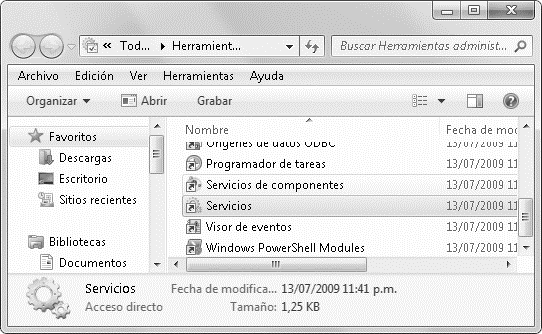 « Tod... Herramient... Buscar Herramientas administ...
Archivo Edición Ver Herramientas Ayuda
Organizar Abrir Grabar
Favoritos
Descargas
Escritorio
Sitios recientes
Bibliotecas
Documentos
Nombre Fecha de mo
Orígenes de datos ODBC 13/07/2009 11
Programador de tareas 13/07/2009 11:
Servicios de componentes 13/07/2009 11:
Servicios 13/07/2009 11:
Visor de eventos 13/07/2009 11:
Windows PowerShell Modules 13/07/2009 11:
Servicios Fecha de modifica... 13/07/2009 11:41 p.m.
Acceso directo Tamaño: 1,25 KB